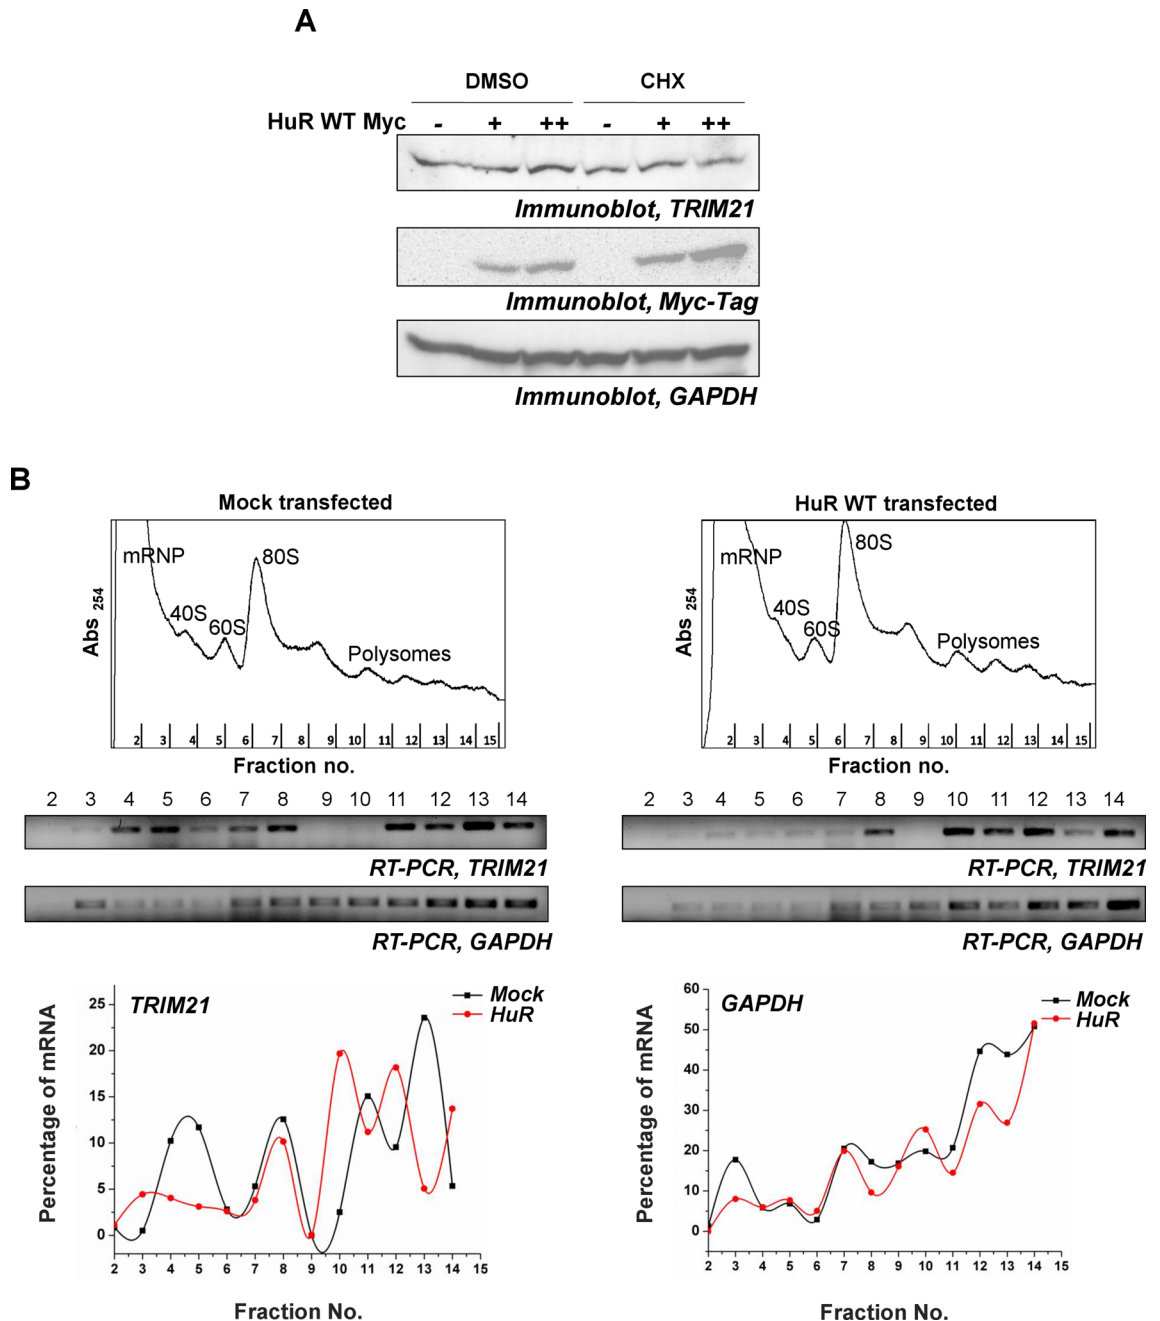 A
DMSO CHX
HuR WT Myc - + ++ - + ++
Immunoblot, TRIM21
Immunoblot, Myc-Tag
Immunoblot, GAPDH
B
Mock transfected
mRNP
40S
60S
80S
Polysomes
Abs 254
2 3 4 5 6 7 8 9 10 11 12 13 14 15
Fraction no.
HuR WT transfected
mRNP
40S
60S
80S
Polysomes
Abs 254
2 3 4 5 6 7 8 9 10 11 12 13 14 15
Fraction no.
2 3 4 5 6 7 8 9 10 11 12 13 14
RT-PCR, TRIM21
RT-PCR, GAPDH
2 3 4 5 6 7 8 9 10 11 12 13 14
RT-PCR, TRIM21
RT-PCR, GAPDH
TRIM21
Mock
HuR
Percentage of mRNA
25
20
15
10
5
0
2 3 4 5 6 7 8 9 10 11 12 13 14 15
Fraction No.
GAPDH
Mock
HuR
Percentage of mRNA
60
50
40
30
20
10
0
2 3 4 5 6 7 8 9 10 11 12 13 14 15
Fraction No.